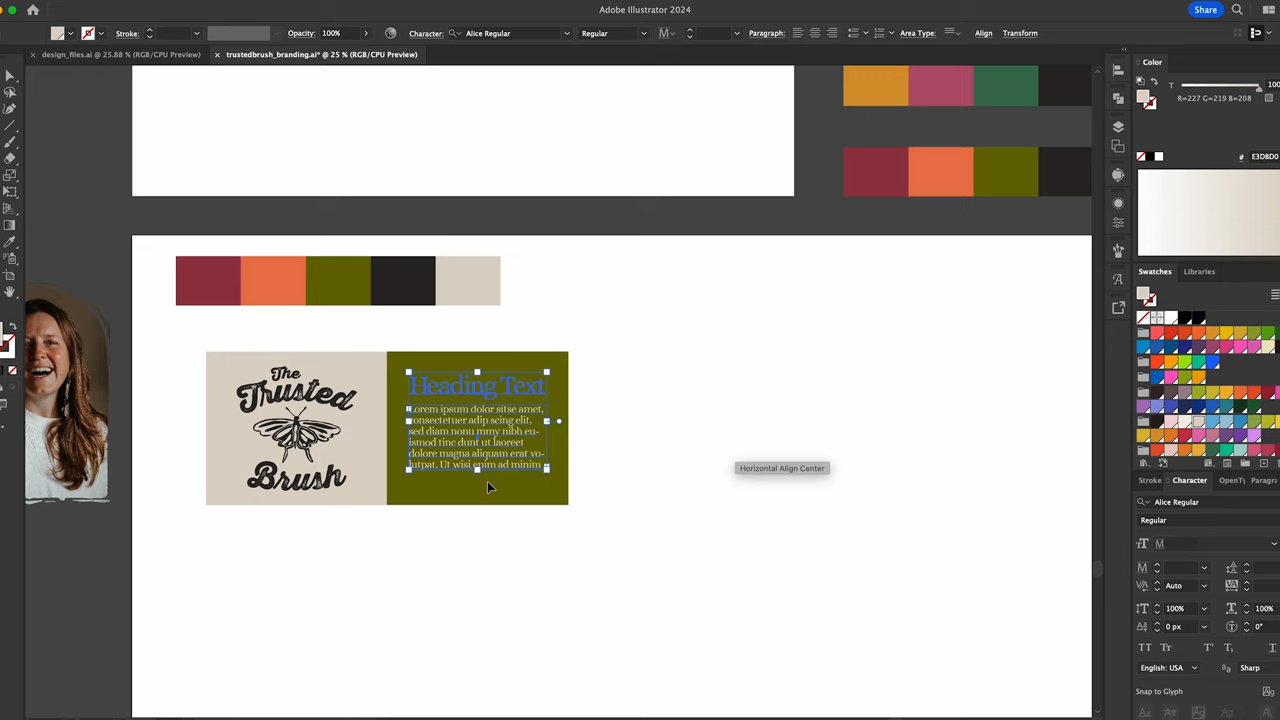 Adobe Illustrator 2024
Share
Stroke:
Opacity: 100%
Character:
Alice Regular
Regular
Paragraph:
Area Type:
Align
Transform
design_files.ai @ 25.88 % (RGB/CPU Preview)
trustedbrush_branding.ai* @ 25 % (RGB/CPU Preview)
Color
T
100
R=227 G=219 B=208
# E3DBD0
Swatches
Libraries
The
Trusted
Brush
Heading Text
Lorem ipsum dolor sitse amet,
consectetuer adip scing elit,
sed diam nonu mmy nibh eu-
ismod tinc dunt ut laoreet
dolore magna aliquam erat vo-
lutpat. Ut wisi enim ad minim
Horizontal Align Center
Stroke
Character
OpenTy
Paragra
Alice Regular
Regular
Auto
100%
100%
0 px
0°
English: USA
Sharp
Snap to Glyph